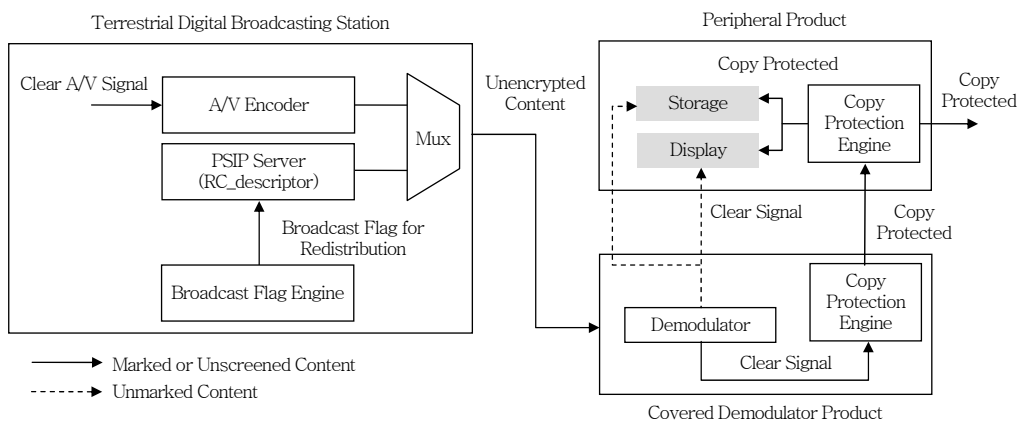 Terrestrial Digital Broadcasting Station
Clear A/V Signal
A/V Encoder
PSIP Server
(RC_descriptor)
Mux
Broadcast Flag for
Redistribution
Broadcast Flag Engine
Unencrypted
Content
Peripheral Product
Copy Protected
Storage
Display
Copy
Protection
Engine
Copy
Protected
Clear Signal
Copy
Protected
Demodulator
Copy
Protection
Engine
Clear Signal
Covered Demodulator Product
Marked or Unscreened Content
Unmarked Content